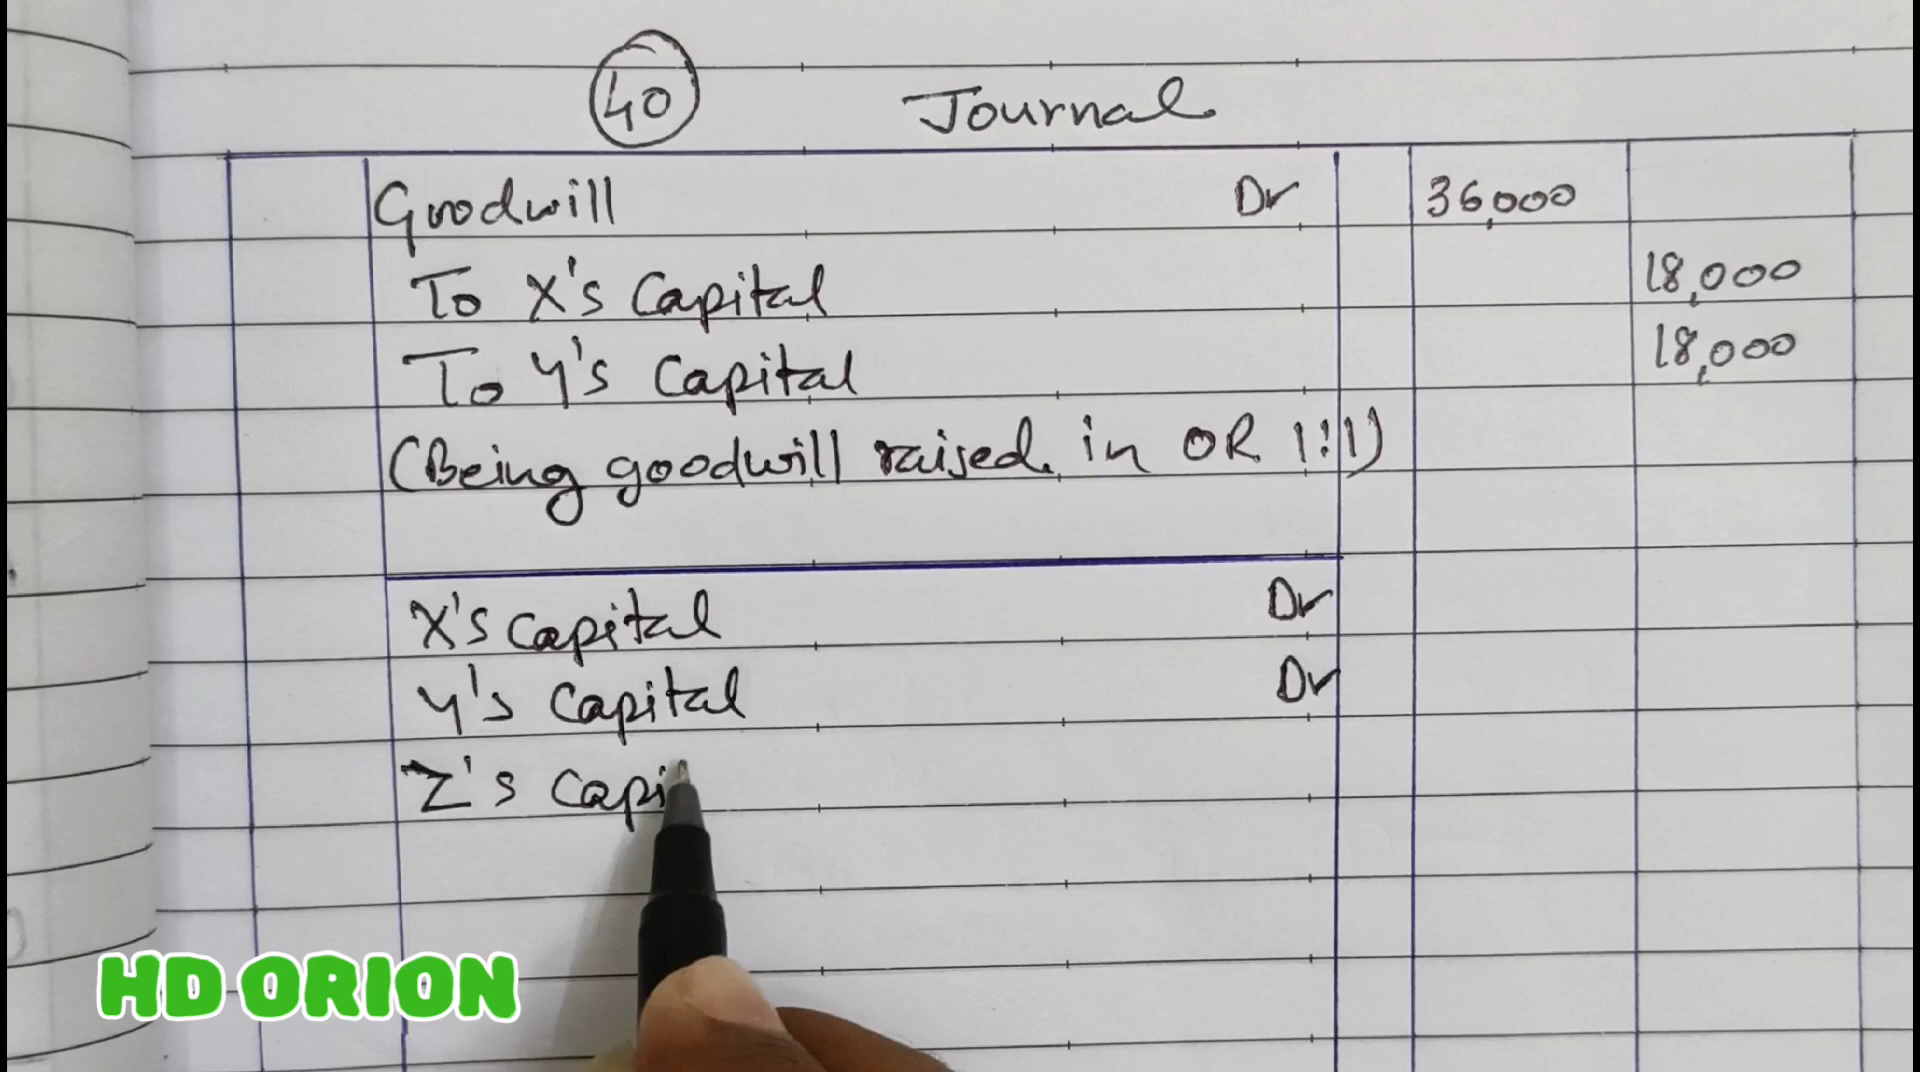 40 Journal
Goodwill Dr 36,000
To X's Capital 18,000
To Y's Capital 18,000
(Being goodwill raised in OR 1:1)
X's Capital Dr
Y's Capital Dr
Z's Capi
HD ORION